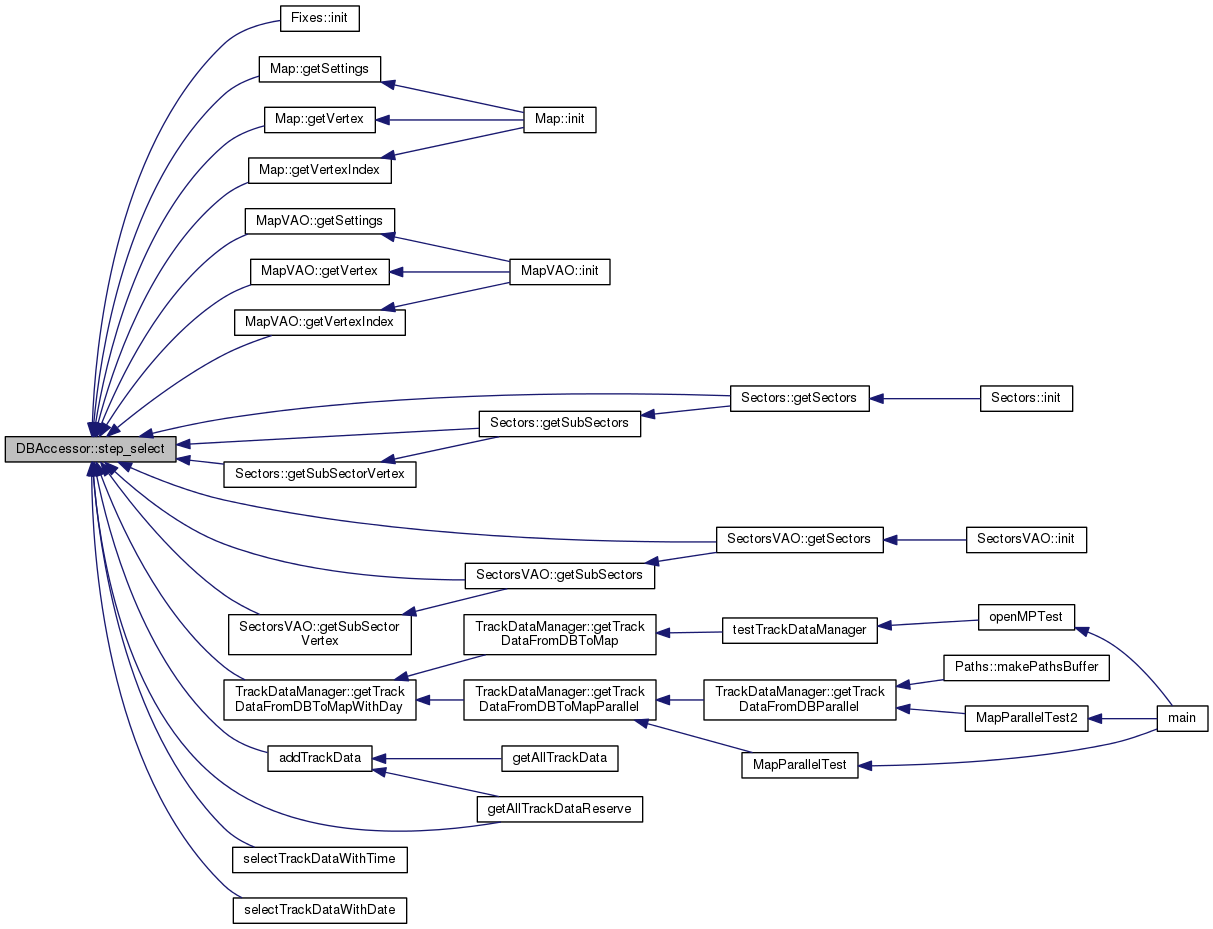 Fixes::init
Map::getSettings
Map::getVertex
Map::init
Map::getVertexIndex
MapVAO::getSettings
MapVAO::getVertex
MapVAO::init
MapVAO::getVertexIndex
Sectors::getSectors
Sectors::init
Sectors::getSubSectors
DBAccessor::step_select
Sectors::getSubSectorVertex
SectorsVAO::getSectors
SectorsVAO::init
SectorsVAO::getSubSectors
SectorsVAO::getSubSector
Vertex
TrackDataManager::getTrack
DataFromDBToMap
testTrackDataManager
openMPTest
Paths::makePathsBuffer
TrackDataManager::getTrack
DataFromDBToMapWithDay
TrackDataManager::getTrack
DataFromDBToMapParallel
TrackDataManager::getTrack
DataFromDBParallel
MapParallelTest2
main
addTrackData
getAllTrackData
MapParallelTest
getAllTrackDataReserve
selectTrackDataWithTime
selectTrackDataWithDate